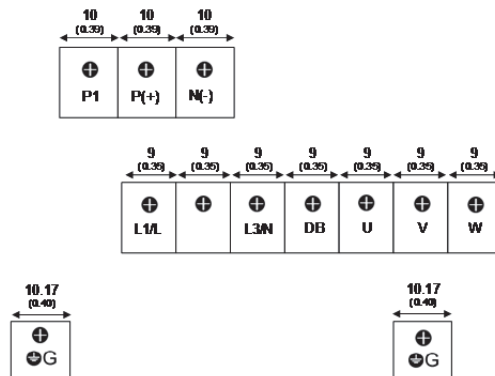 10 10 10
(0.39) (0.39) (0.39)
P1 P(+) N(-)
9 9 9 9 9 9 9
(0.35) (0.35) (0.35) (0.35) (0.35) (0.35) (0.35)
L1/L L3/N DB U V W
10.17 10.17
(0.40) (0.40)
G G